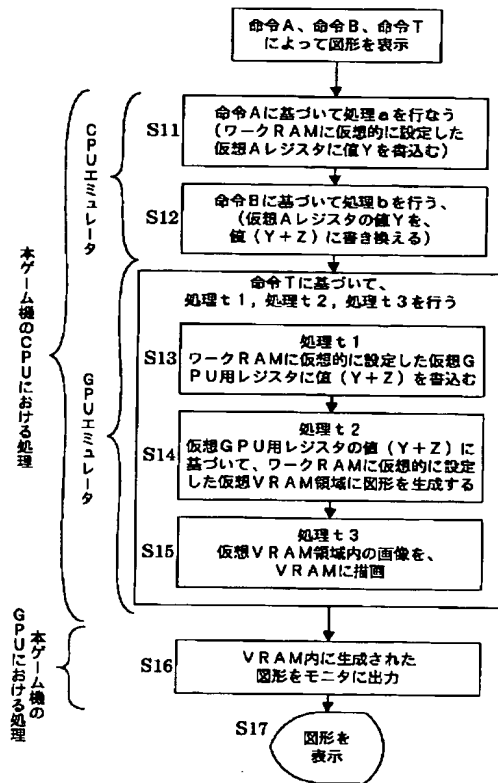 命令A、命令B、命令T
によって図形を表示
S11
命令Aに基づいて処理aを行なう
(ワークRAMに仮想的に設定した
仮想Aレジスタに値Yを書込む)
S12
命令Bに基づいて処理bを行う、
(仮想Aレジスタの値Yを、
値(Y+Z)に書き換える)
命令Tに基づいて、
処理t1,処理t2,処理t3を行う
S13
処理t1
ワークRAMに仮想的に設定した仮想G
PU用レジスタに値(Y+Z)を書込む
S14
処理t2
仮想GPU用レジスタの値(Y+Z)に
基づいて、ワークRAMに仮想的に設定
した仮想VRAM領域に図形を生成する
S15
処理t3
仮想VRAM領域内の画像を、
VRAMに描画
S16
VRAM内に生成された
図形をモニタに出力
S17
図形を
表示
CPUエミュレータ
GPUエミュレータ
本ゲーム機のCPUにおける処理
本ゲーム機の
GPUにおける処理